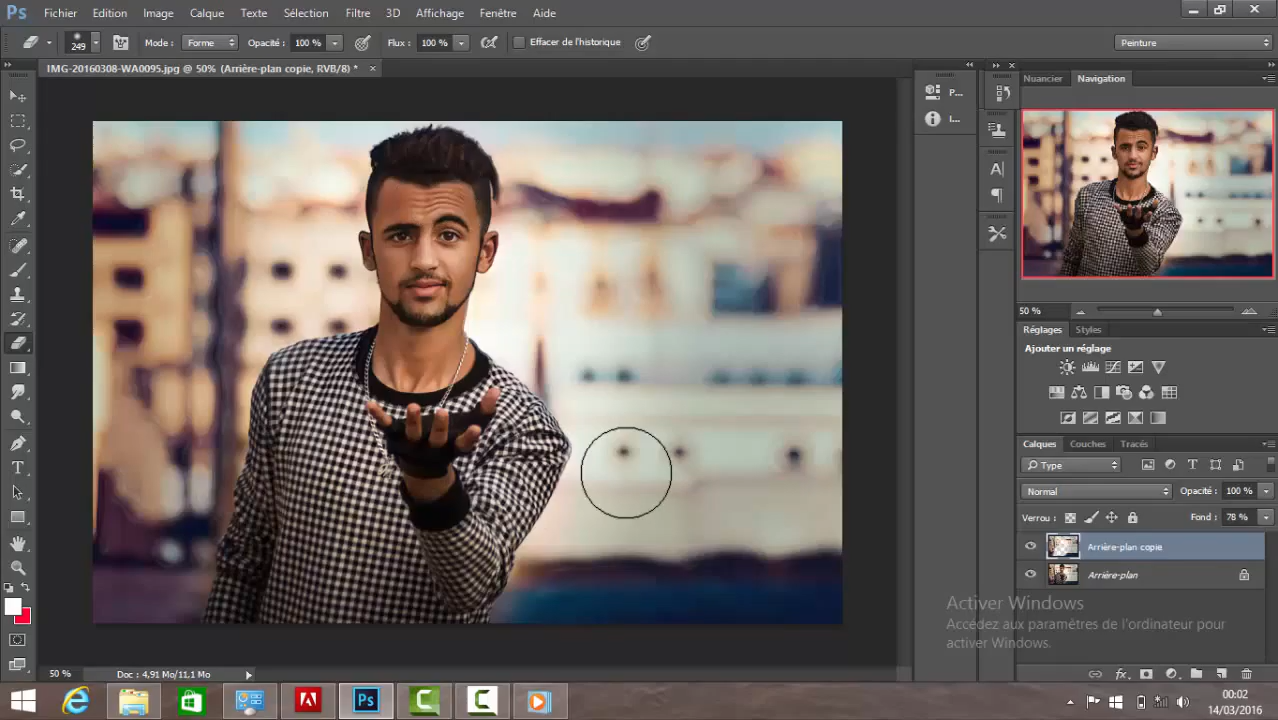 Ps Fichier Edition Image Calque Texte Sélection Filtre 3D Affichage Fenêtre Aide
249 Mode : Forme Opacité : 100 % Flux : 100 % Effacer de l'historique Peinture
IMG-20160308-WA0095.jpg @ 50% (Arrière-plan copie, RVB/8) * ×
Nuancier Navigation
P...
I...
50 %
Réglages Styles
Ajouter un réglage
Calques Couches Tracés
Type
Normal Opacité : 100 %
Verrou : Fond : 78 %
Arrière-plan copie
Arrière-plan
Activer Windows
Accédez aux paramètres de l'ordinateur pour
activer Windows.
50 % Doc : 4,91 Mo/11,1 Mo
Ps
00:02
14/03/2016